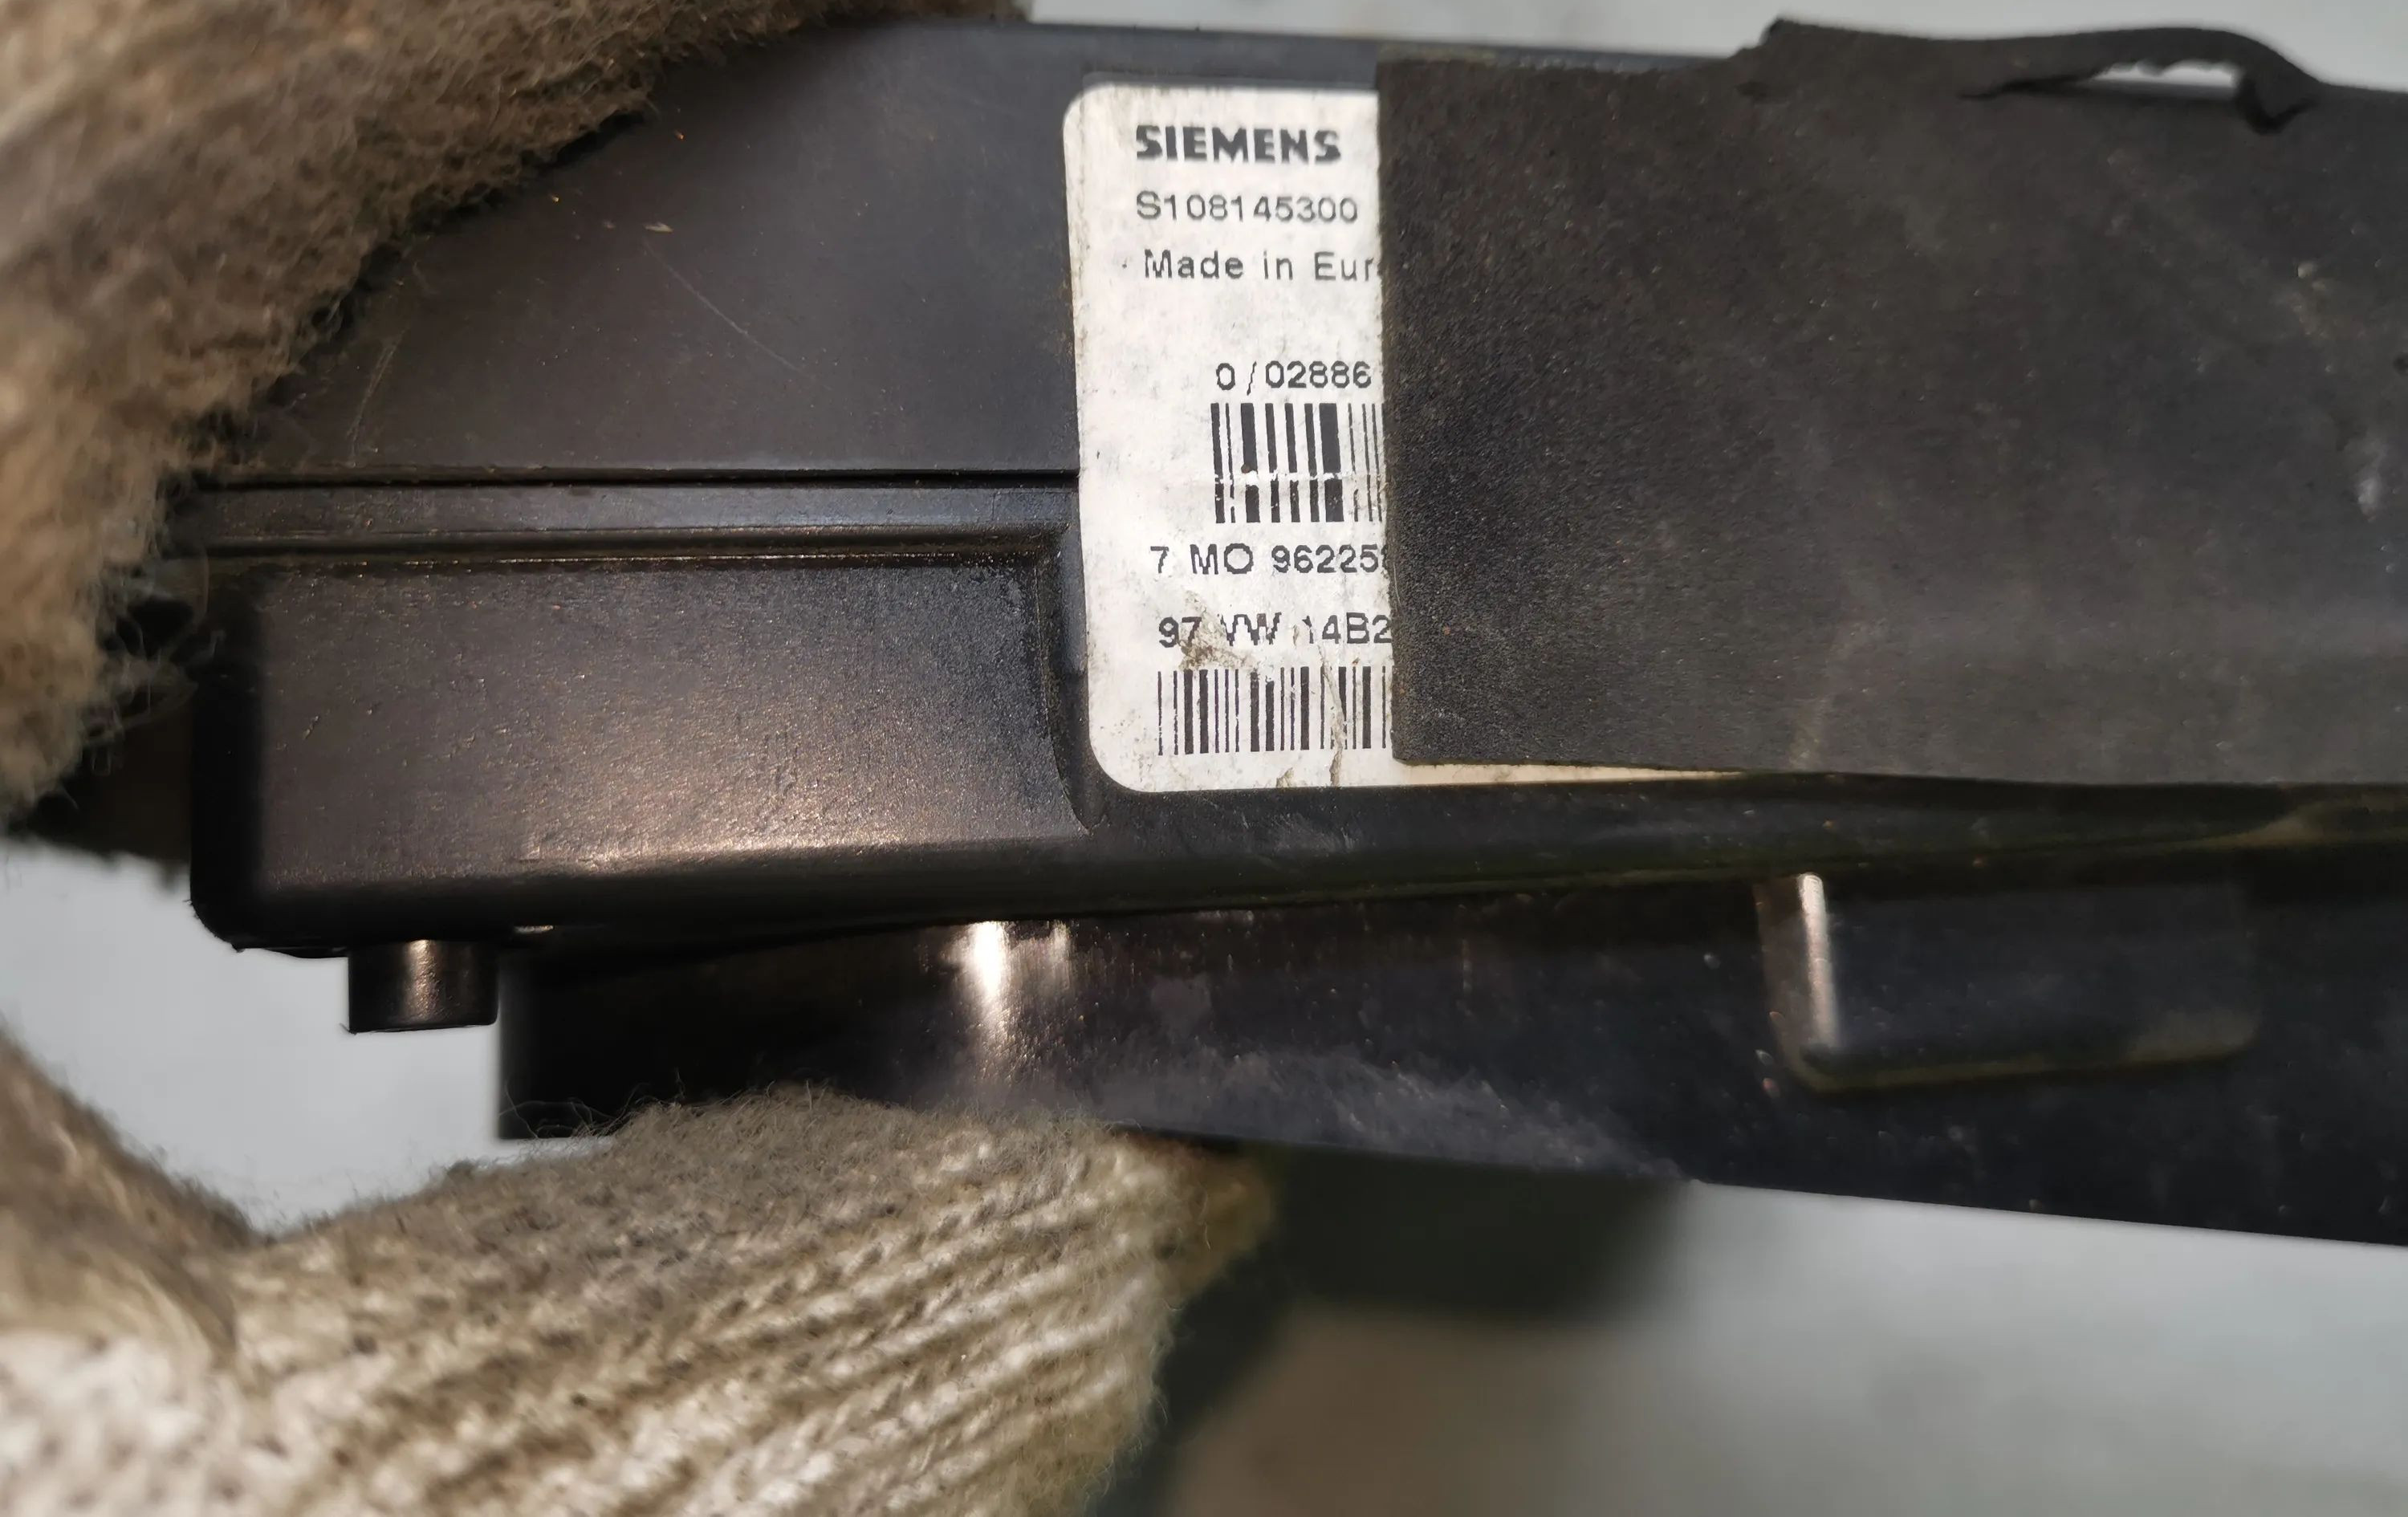 SIEMENS
S108145300
Made in Eur
0/02886
7 MO 96225
97 VW 14B2